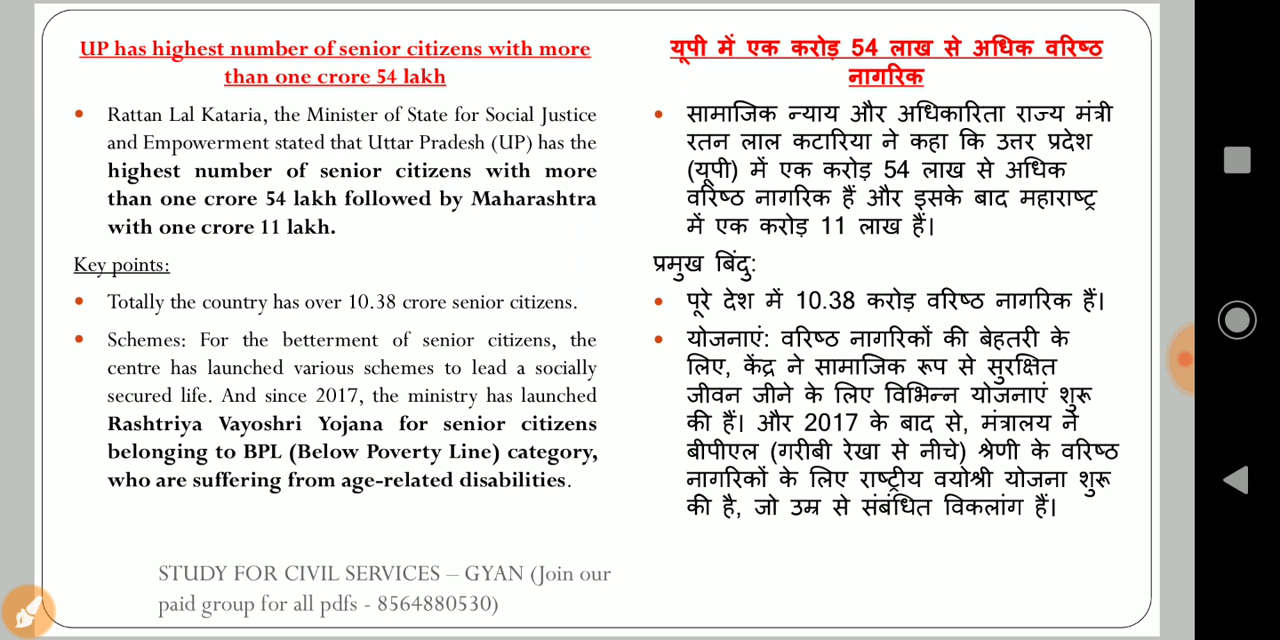 UP has highest number of senior citizens with more
than one crore 54 lakh
Rattan Lal Kataria, the Minister of State for Social Justice
and Empowerment stated that Uttar Pradesh (UP) has the
highest number of senior citizens with more
than one crore 54 lakh followed by Maharashtra
with one crore 11 lakh.
Key points:
Totally the country has over 10.38 crore senior citizens.
Schemes: For the betterment of senior citizens, the
centre has launched various schemes to lead a socially
secured life. And since 2017, the ministry has launched
Rashtriya Vayoshri Yojana for senior citizens
belonging to BPL (Below Poverty Line) category,
who are suffering from age-related disabilities.
यूपी में एक करोड़ 54 लाख से अधिक वरिष्ठ
नागरिक
सामाजिक न्याय और अधिकारिता राज्य मंत्री
रतन लाल कटारिया ने कहा कि उत्तर प्रदेश
(यूपी) में एक करोड़ 54 लाख से अधिक
वरिष्ठ नागरिक हैं और इसके बाद महाराष्ट्र
में एक करोड़ 11 लाख हैं।
प्रमुख बिंदु:
पूरे देश में 10.38 करोड़ वरिष्ठ नागरिक हैं।
योजनाएं: वरिष्ठ नागरिकों की बेहतरी के
लिए, केंद्र ने सामाजिक रूप से सुरक्षित
जीवन जीने के लिए विभिन्न योजनाएं शुरू
की हैं। और 2017 के बाद से, मंत्रालय ने
बीपीएल (गरीबी रेखा से नीचे) श्रेणी के वरिष्ठ
नागरिकों के लिए राष्ट्रीय वयोश्री योजना शुरू
की है, जो उम्र से संबंधित विकलांग हैं।
STUDY FOR CIVIL SERVICES – GYAN (Join our
paid group for all pdfs - 8564880530)